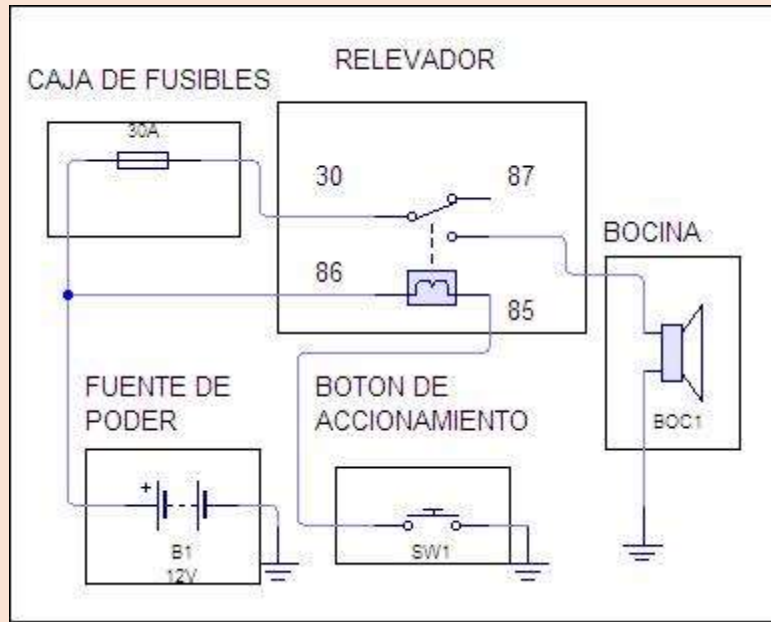 RELEVADOR
CAJA DE FUSIBLES
30A
30
87
BOCINA
86
85
FUENTE DE
PODER
BOTON DE
ACCIONAMIENTO
BOC1
+
B1
12V
SW1